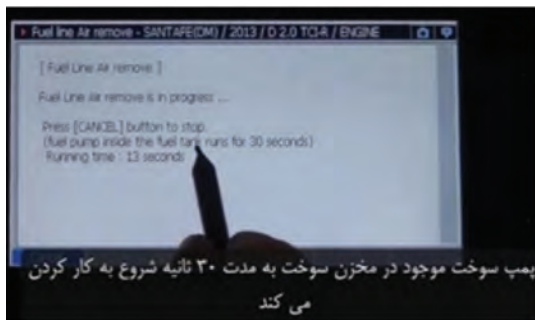 Fuel line Air remove - SANTAFE(DM) / 2013 / D 2.0 TCI-R / ENGINE
[ Fuel Line Air remove ]
Fuel Line Air remove is in progress ...
Press [CANCEL] button to stop.
(fuel pump inside the fuel tank runs for 30 seconds)
Running time : 13 seconds
پمپ سوخت موجود در مخزن سوخت به مدت ۳۰ ثانیه شروع به کار کردن
می کند